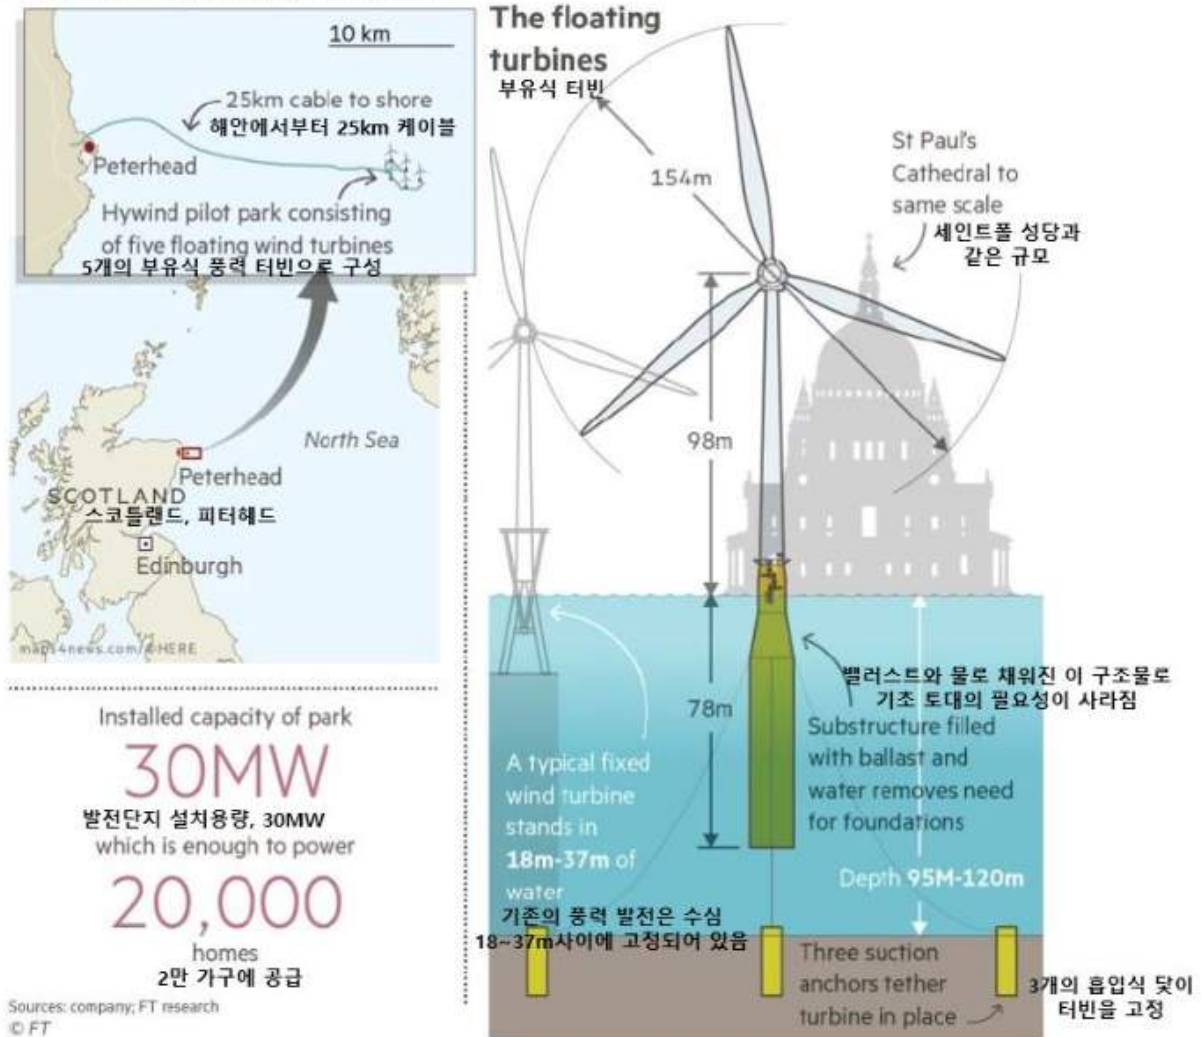 10 km
25km cable to shore
해안에서부터 25km 케이블
Peterhead
Hywind pilot park consisting
of five floating wind turbines
5개의 부유식 풍력 터빈으로 구성
North Sea
Peterhead
SCOTLAND
스코틀랜드, 피터헤드
Edinburgh
maps4news.com/©HERE
Installed capacity of park
30MW
발전단지 설치용량, 30MW
which is enough to power
20,000
homes
2만 가구에 공급
Sources: company; FT research
© FT
The floating
turbines
부유식 터빈
154m
St Paul's
Cathedral to
same scale
세인트폴 성당과
같은 규모
98m
78m
밸러스트와 물로 채워진 이 구조물로
기초 토대의 필요성이 사라짐
Substructure filled
with ballast and
water removes need
for foundations
A typical fixed
wind turbine
stands in
18m-37m of
water
기존의 풍력 발전은 수심
18~37m사이에 고정되어 있음
Depth 95M-120m
Three suction
anchors tether
turbine in place
3개의 흡입식 닻이
터빈을 고정